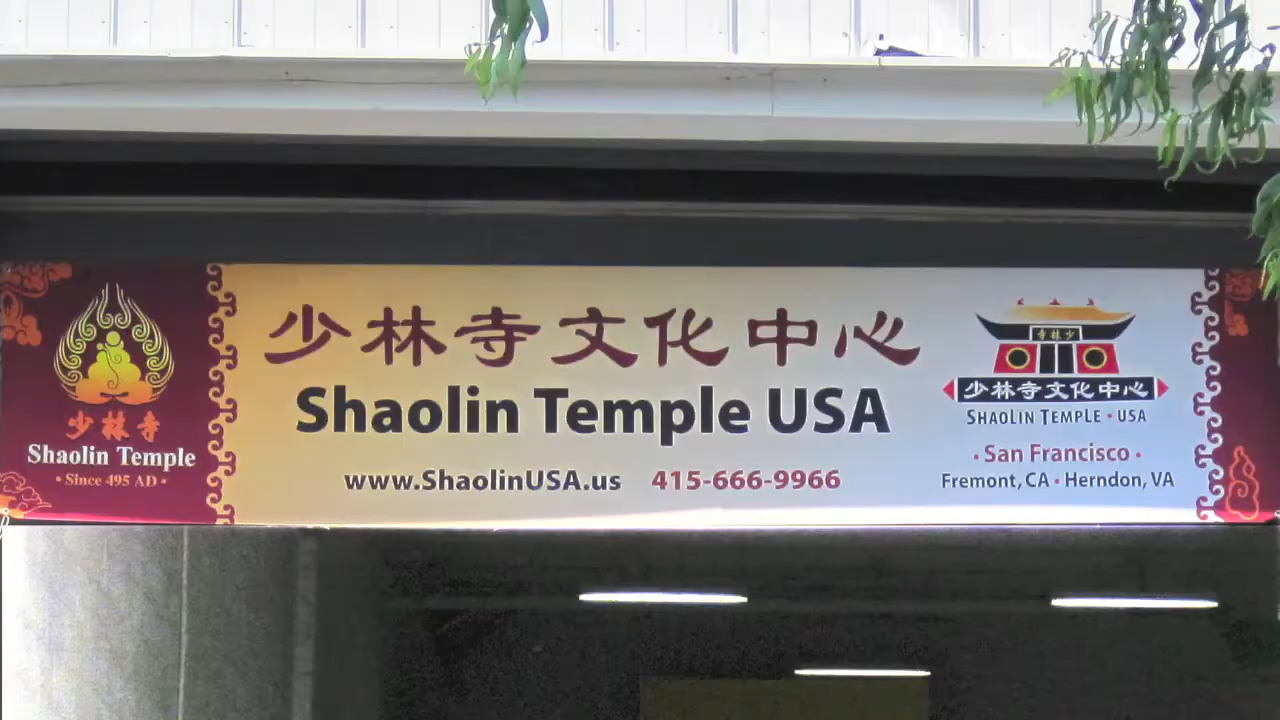 少林寺
Shaolin Temple
• Since 495 AD •
少林寺文化中心
Shaolin Temple USA
www.ShaolinUSA.us 415-666-9966
寺林少
少林寺文化中心
SHAOLIN TEMPLE • USA
• San Francisco •
Fremont, CA • Herndon, VA